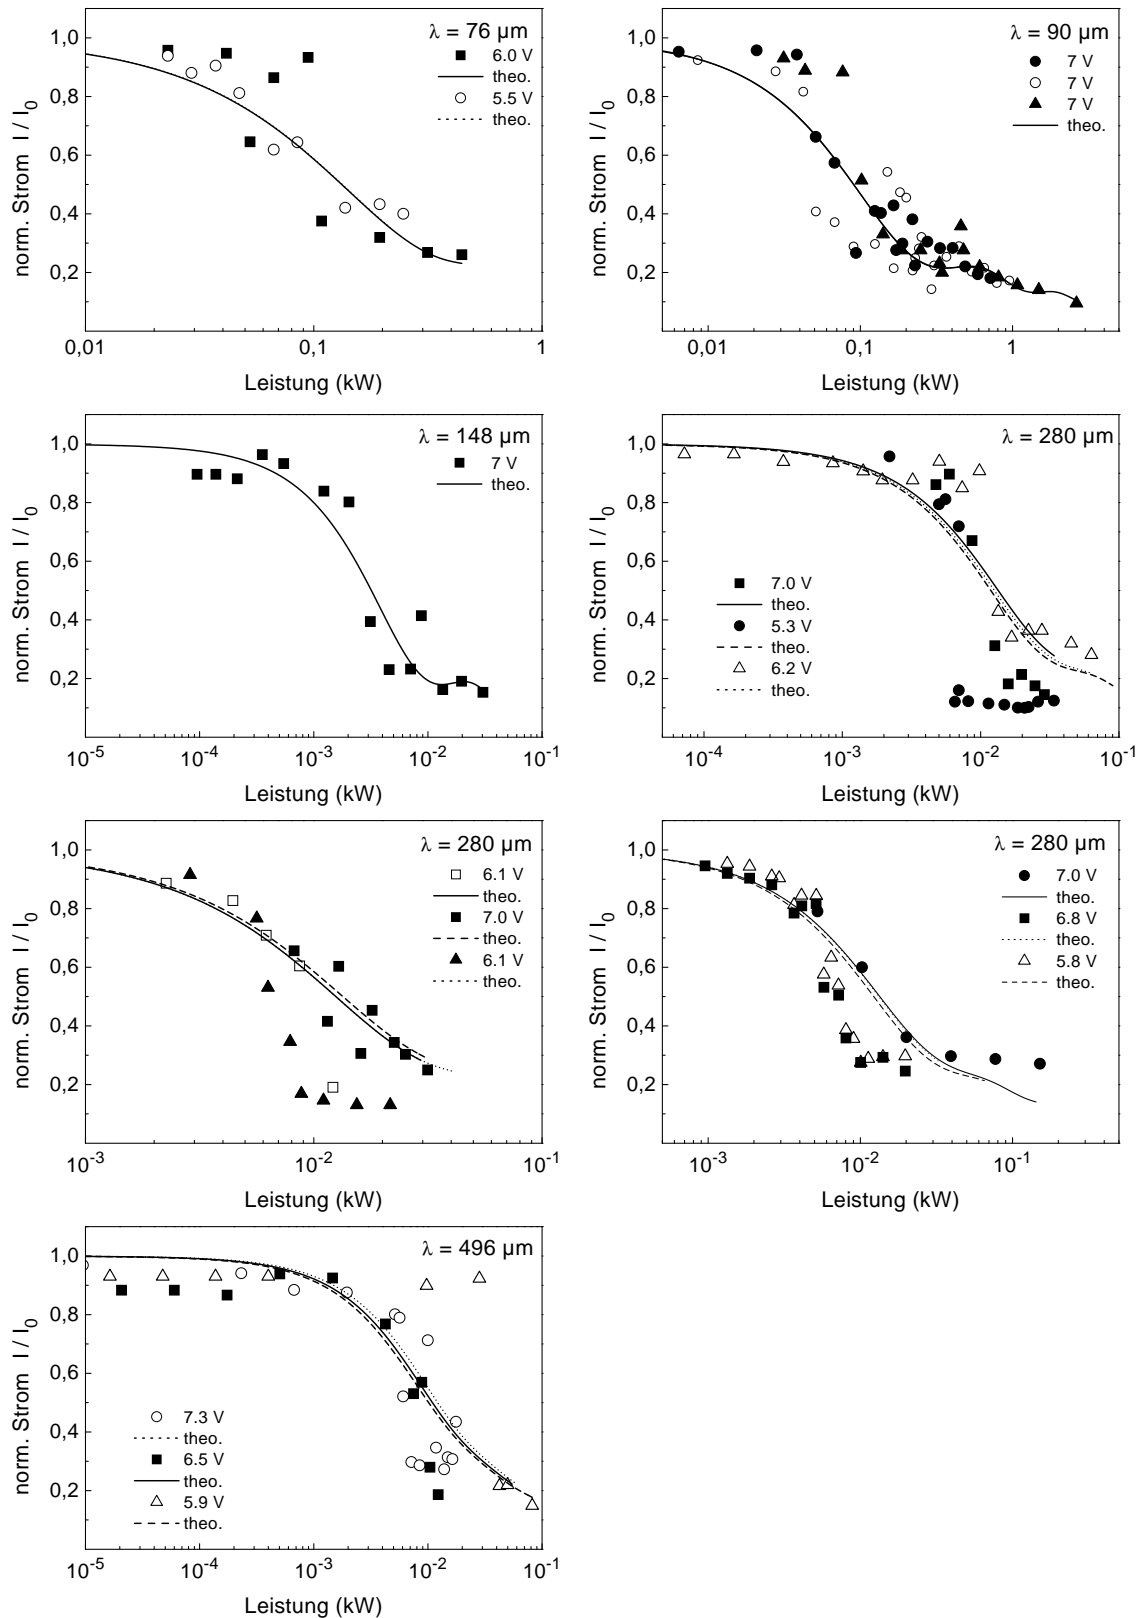 λ = 76 µm
6.0 V
theo.
5.5 V
theo.
norm. Strom I / I0
1,0
0,8
0,6
0,4
0,2
0,01
0,1
1
Leistung (kW)
λ = 90 µm
7 V
7 V
7 V
theo.
norm. Strom I / I0
1,0
0,8
0,6
0,4
0,2
0,01
0,1
1
Leistung (kW)
λ = 148 µm
7 V
theo.
norm. Strom I / I0
1,0
0,8
0,6
0,4
0,2
10-5
10-4
10-3
10-2
10-1
Leistung (kW)
λ = 280 µm
7.0 V
theo.
5.3 V
theo.
6.2 V
theo.
norm. Strom I / I0
1,0
0,8
0,6
0,4
0,2
10-4
10-3
10-2
10-1
Leistung (kW)
λ = 280 µm
6.1 V
theo.
7.0 V
theo.
6.1 V
theo.
norm. Strom I / I0
1,0
0,8
0,6
0,4
0,2
10-3
10-2
10-1
Leistung (kW)
λ = 280 µm
7.0 V
theo.
6.8 V
theo.
5.8 V
theo.
norm. Strom I / I0
1,0
0,8
0,6
0,4
0,2
10-3
10-2
10-1
Leistung (kW)
λ = 496 µm
7.3 V
theo.
6.5 V
theo.
5.9 V
theo.
norm. Strom I / I0
1,0
0,8
0,6
0,4
0,2
10-5
10-4
10-3
10-2
10-1
Leistung (kW)